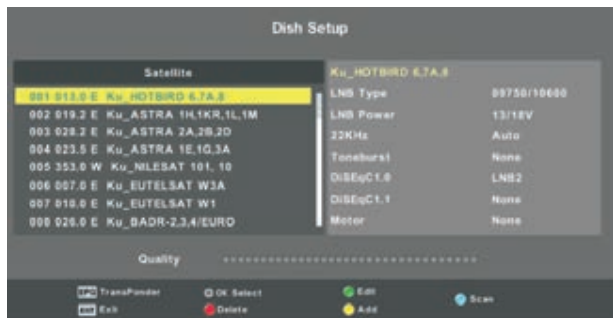 Dish Setup
Satellite
001 013.0 E Ku_HOTBIRD 6,7A,8
002 019.2 E Ku_ASTRA 1H,1KR,1L,1M
003 028.2 E Ku_ASTRA 2A,2B,2D
004 023.5 E Ku_ASTRA 1E,1G,3A
005 353.0 W Ku_NILESAT 101, 10
006 007.0 E Ku_EUTELSAT W3A
007 010.0 E Ku_EUTELSAT W1
008 026.0 E Ku_BADR-2,3,4/EURO
Ku_HOTBIRD 6,7A,8
LNB Type 09750/10600
LNB Power 13/18V
22KHz Auto
Toneburst None
DiSEqC1.0 LNB2
DiSEqC1.1 None
Motor None
Quality
EPG TransPonder
OK Select
Edit
Scan
EXIT Exit
Delete
Add